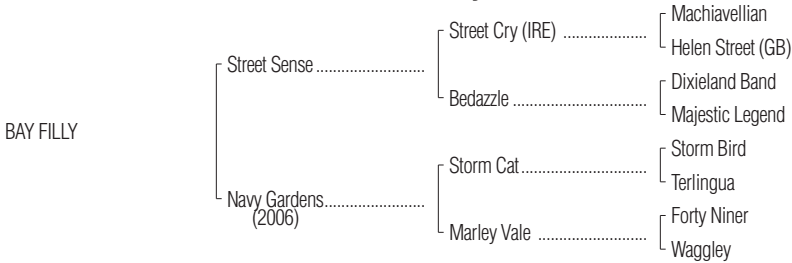 Machiavellian
Street Cry (IRE) ....................
Helen Street (GB)
Street Sense ..........................
Dixieland Band
Bedazzle ................................
Majestic Legend
BAY FILLY
Storm Bird
Storm Cat..............................
Terlingua
Navy Gardens........................
(2006)
Forty Niner
Marley Vale ..........................
Waggley